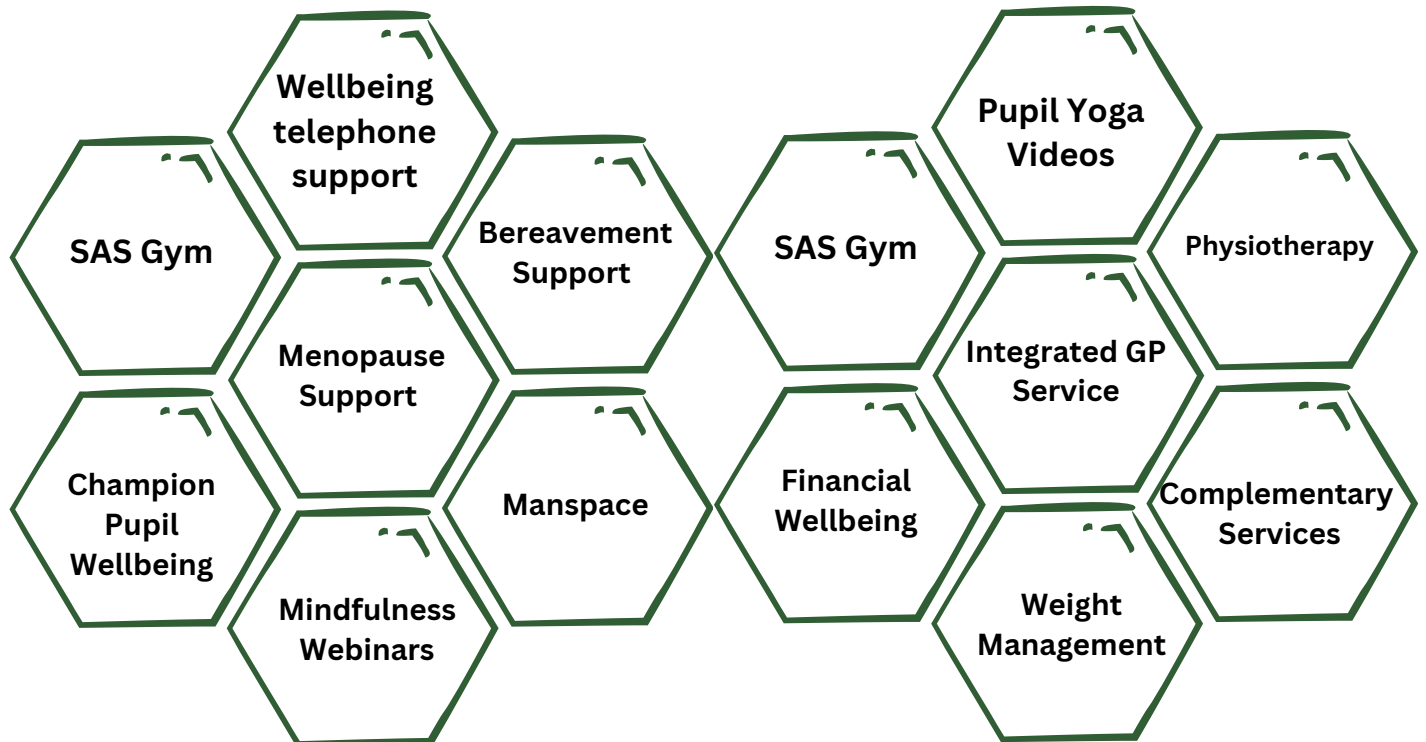 Wellbeing
telephone
support
SAS Gym
Bereavement
Support
Menopause
Support
Champion
Pupil
Wellbeing
Manspace
Mindfulness
Webinars
Pupil Yoga
Videos
SAS Gym
Physiotherapy
Integrated GP
Service
Financial
Wellbeing
Complementary
Services
Weight
Management